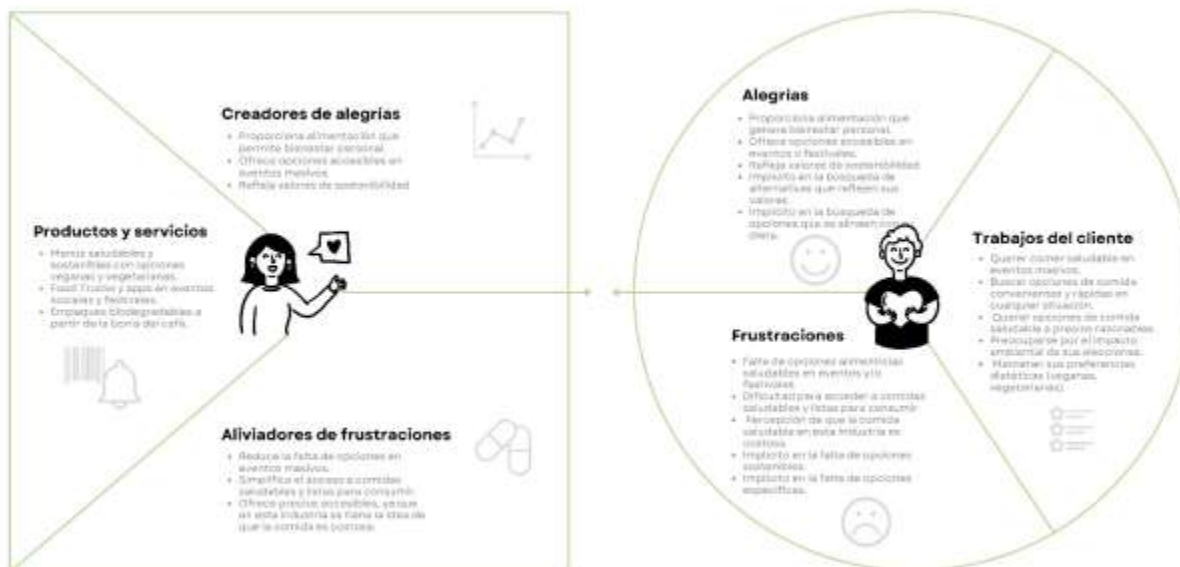 Creadores de alegrías
Proporciona alimentación que
permite bienestar personal.
Ofrece opciones accesibles en
eventos masivos.
Refleja valores de sostenibilidad
Productos y servicios
Menús saludables y
sostenibles con opciones
veganas y vegetarianas.
Food Trucks y apps en eventos
sociales y festivales.
Empaques biodegradables a
partir de la borra del café.
Aliviadores de frustraciones
Reduce la falta de opciones en
eventos masivos.
Simplifica el acceso a comidas
saludables y listas para consumir.
Ofrece precios accesibles, ya que
en esta industria se tiene la idea de
que la comida es costosa.
Alegrías
Proporciona alimentación que
genera bienestar personal.
Ofrece opciones accesibles en
eventos o festivales.
Refleja valores de sostenibilidad
Implícito en la búsqueda de
alternativas que reflejen sus
valores.
Implícito en la búsqueda de
opciones que se alineen con
dieta.
Frustraciones
Falta de opciones alimenticias
saludables en eventos y/o
festivales
Dificultad para acceder a comidas
saludables y listas para consumir
Percepción de que la comida
saludable en esta industria es
costosa
Implícito en la falta de opciones
sostenibles.
Implícito en la falta de opciones
específicas.
Trabajos del cliente
Querer comer saludable en
eventos masivos.
Buscar opciones de comida
convenientes y rápidas en
cualquier situación.
Querer opciones de comida
saludable a precio razonables
Preocuparse por el impacto
ambiental de sus elecciones.
Mantener sus preferencias
dietéticas (veganas,
vegetarianas)